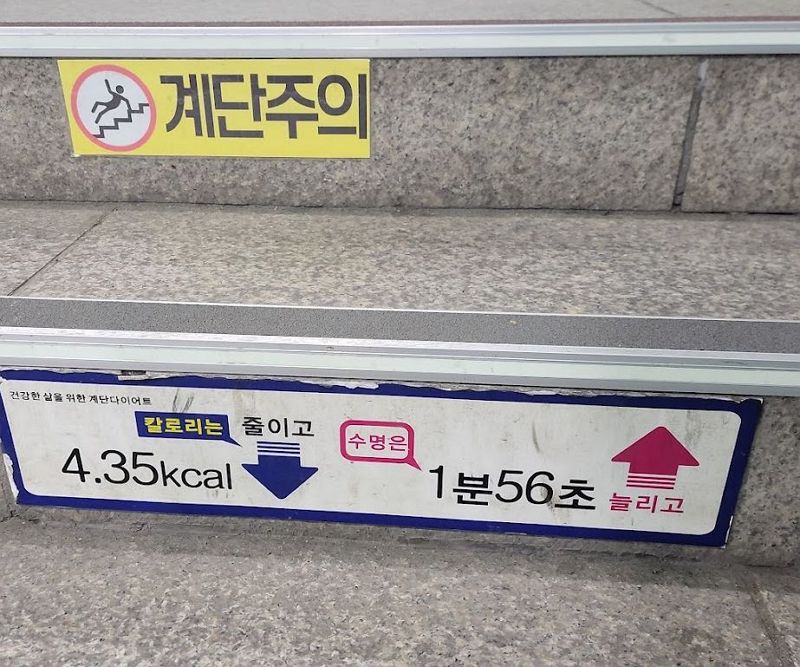 계단주의
건강한 삶을 위한 계단다이어트
칼로리는 줄이고
4.35kcal
수명은
1분56초
늘리고